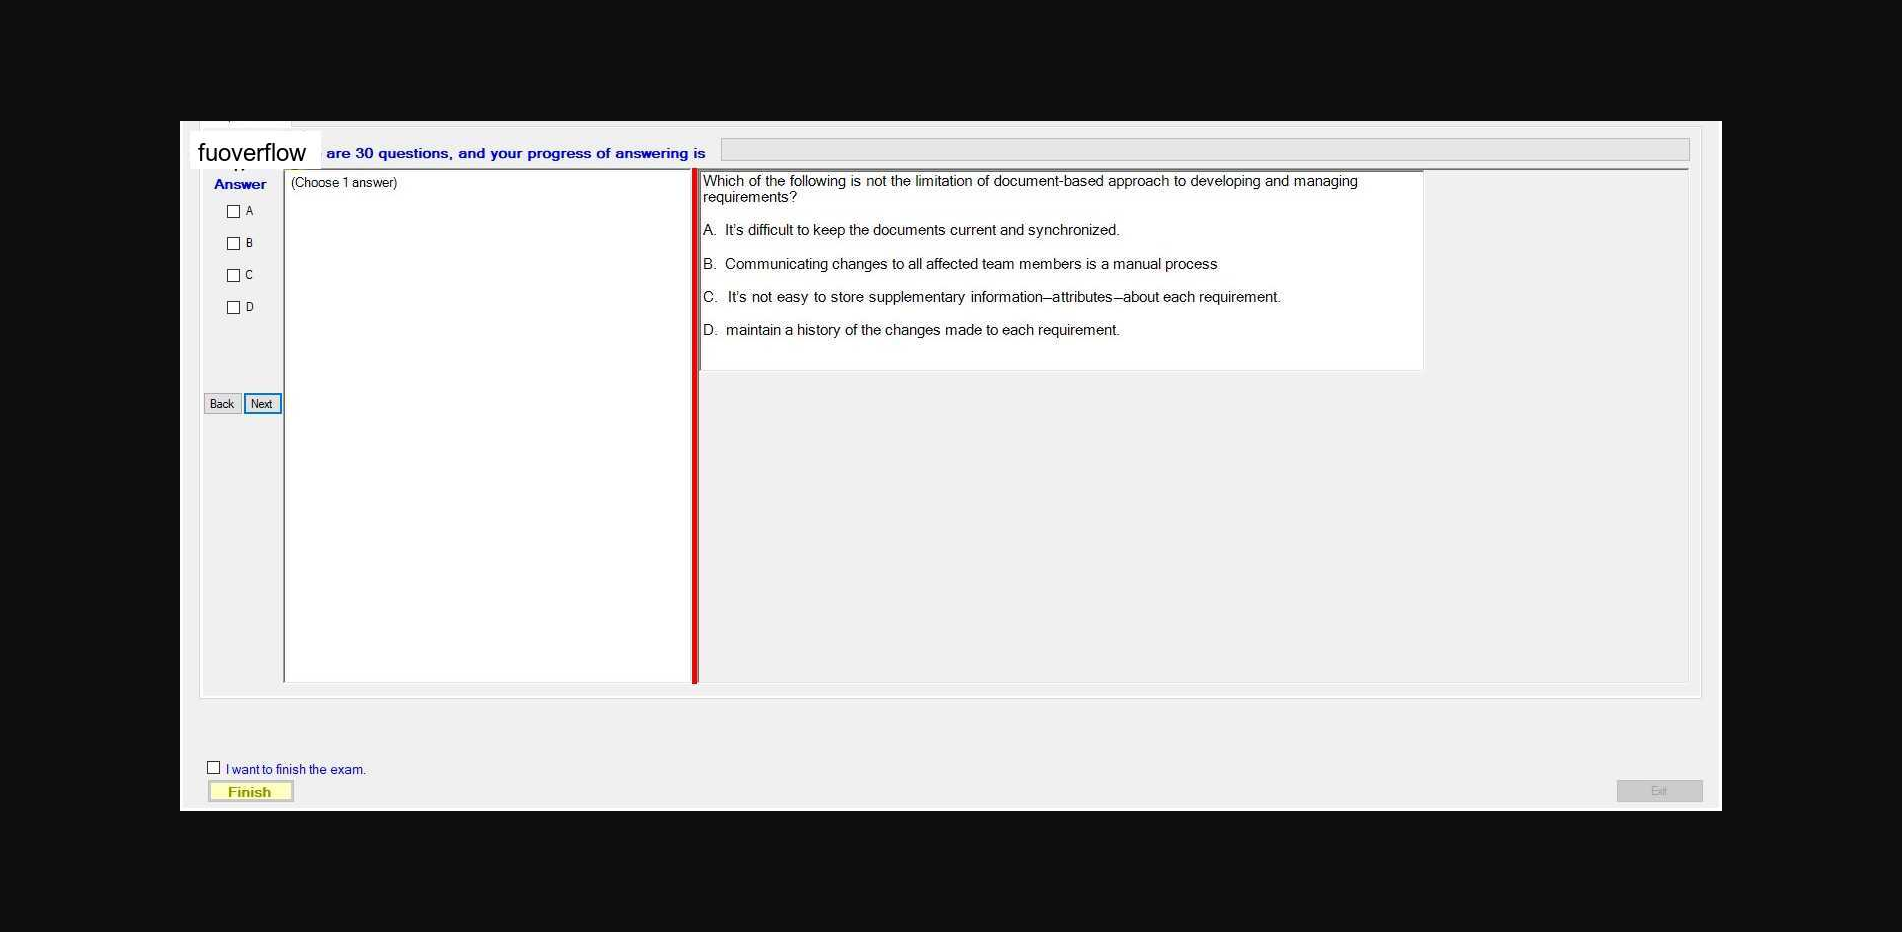 fuoverflow are 30 questions, and your progress of answering is
Answer
A
B
C
D
Back Next
(Choose 1 answer)
Which of the following is not the limitation of document-based approach to developing and managing
requirements?
A. It's difficult to keep the documents current and synchronized.
B. Communicating changes to all affected team members is a manual process
C. It's not easy to store supplementary information—attributes—about each requirement.
D. maintain a history of the changes made to each requirement.
I want to finish the exam.
Finish
Exit